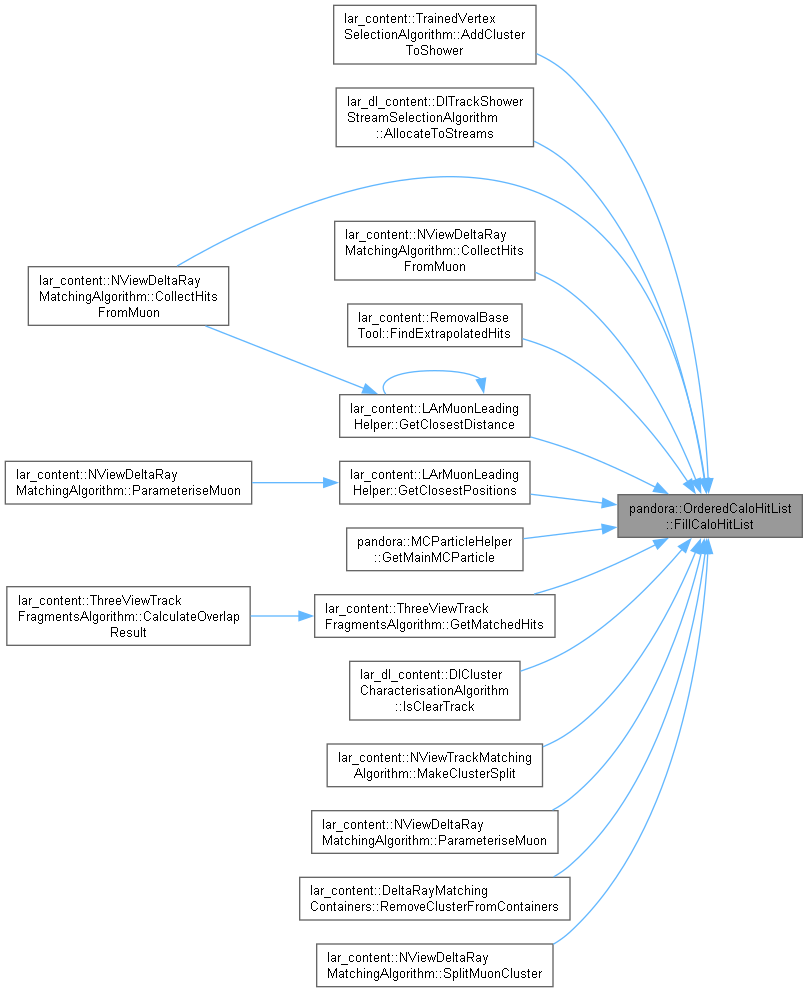 lar_content::TrainedVertex
SelectionAlgorithm::AddCluster
ToShower
lar_dl_content::DlTrackShower
StreamSelectionAlgorithm
::AllocateToStreams
lar_content::NViewDeltaRay
MatchingAlgorithm::CollectHits
FromMuon
lar_content::NViewDeltaRay
MatchingAlgorithm::CollectHits
FromMuon
lar_content::RemovalBase
Tool::FindExtrapolatedHits
lar_content::LArMuonLeading
Helper::GetClosestDistance
lar_content::NViewDeltaRay
MatchingAlgorithm::ParameteriseMuon
lar_content::LArMuonLeading
Helper::GetClosestPositions
pandora::OrderedCaloHitList
::FillCaloHitList
pandora::MCParticleHelper
::GetMainMCParticle
lar_content::ThreeViewTrack
FragmentsAlgorithm::CalculateOverlap
Result
lar_content::ThreeViewTrack
FragmentsAlgorithm::GetMatchedHits
lar_dl_content::DlCluster
CharacterisationAlgorithm
::IsClearTrack
lar_content::NViewTrackMatching
Algorithm::MakeClusterSplit
lar_content::NViewDeltaRay
MatchingAlgorithm::ParameteriseMuon
lar_content::DeltaRayMatching
Containers::RemoveClusterFromContainers
lar_content::NViewDeltaRay
MatchingAlgorithm::SplitMuonCluster